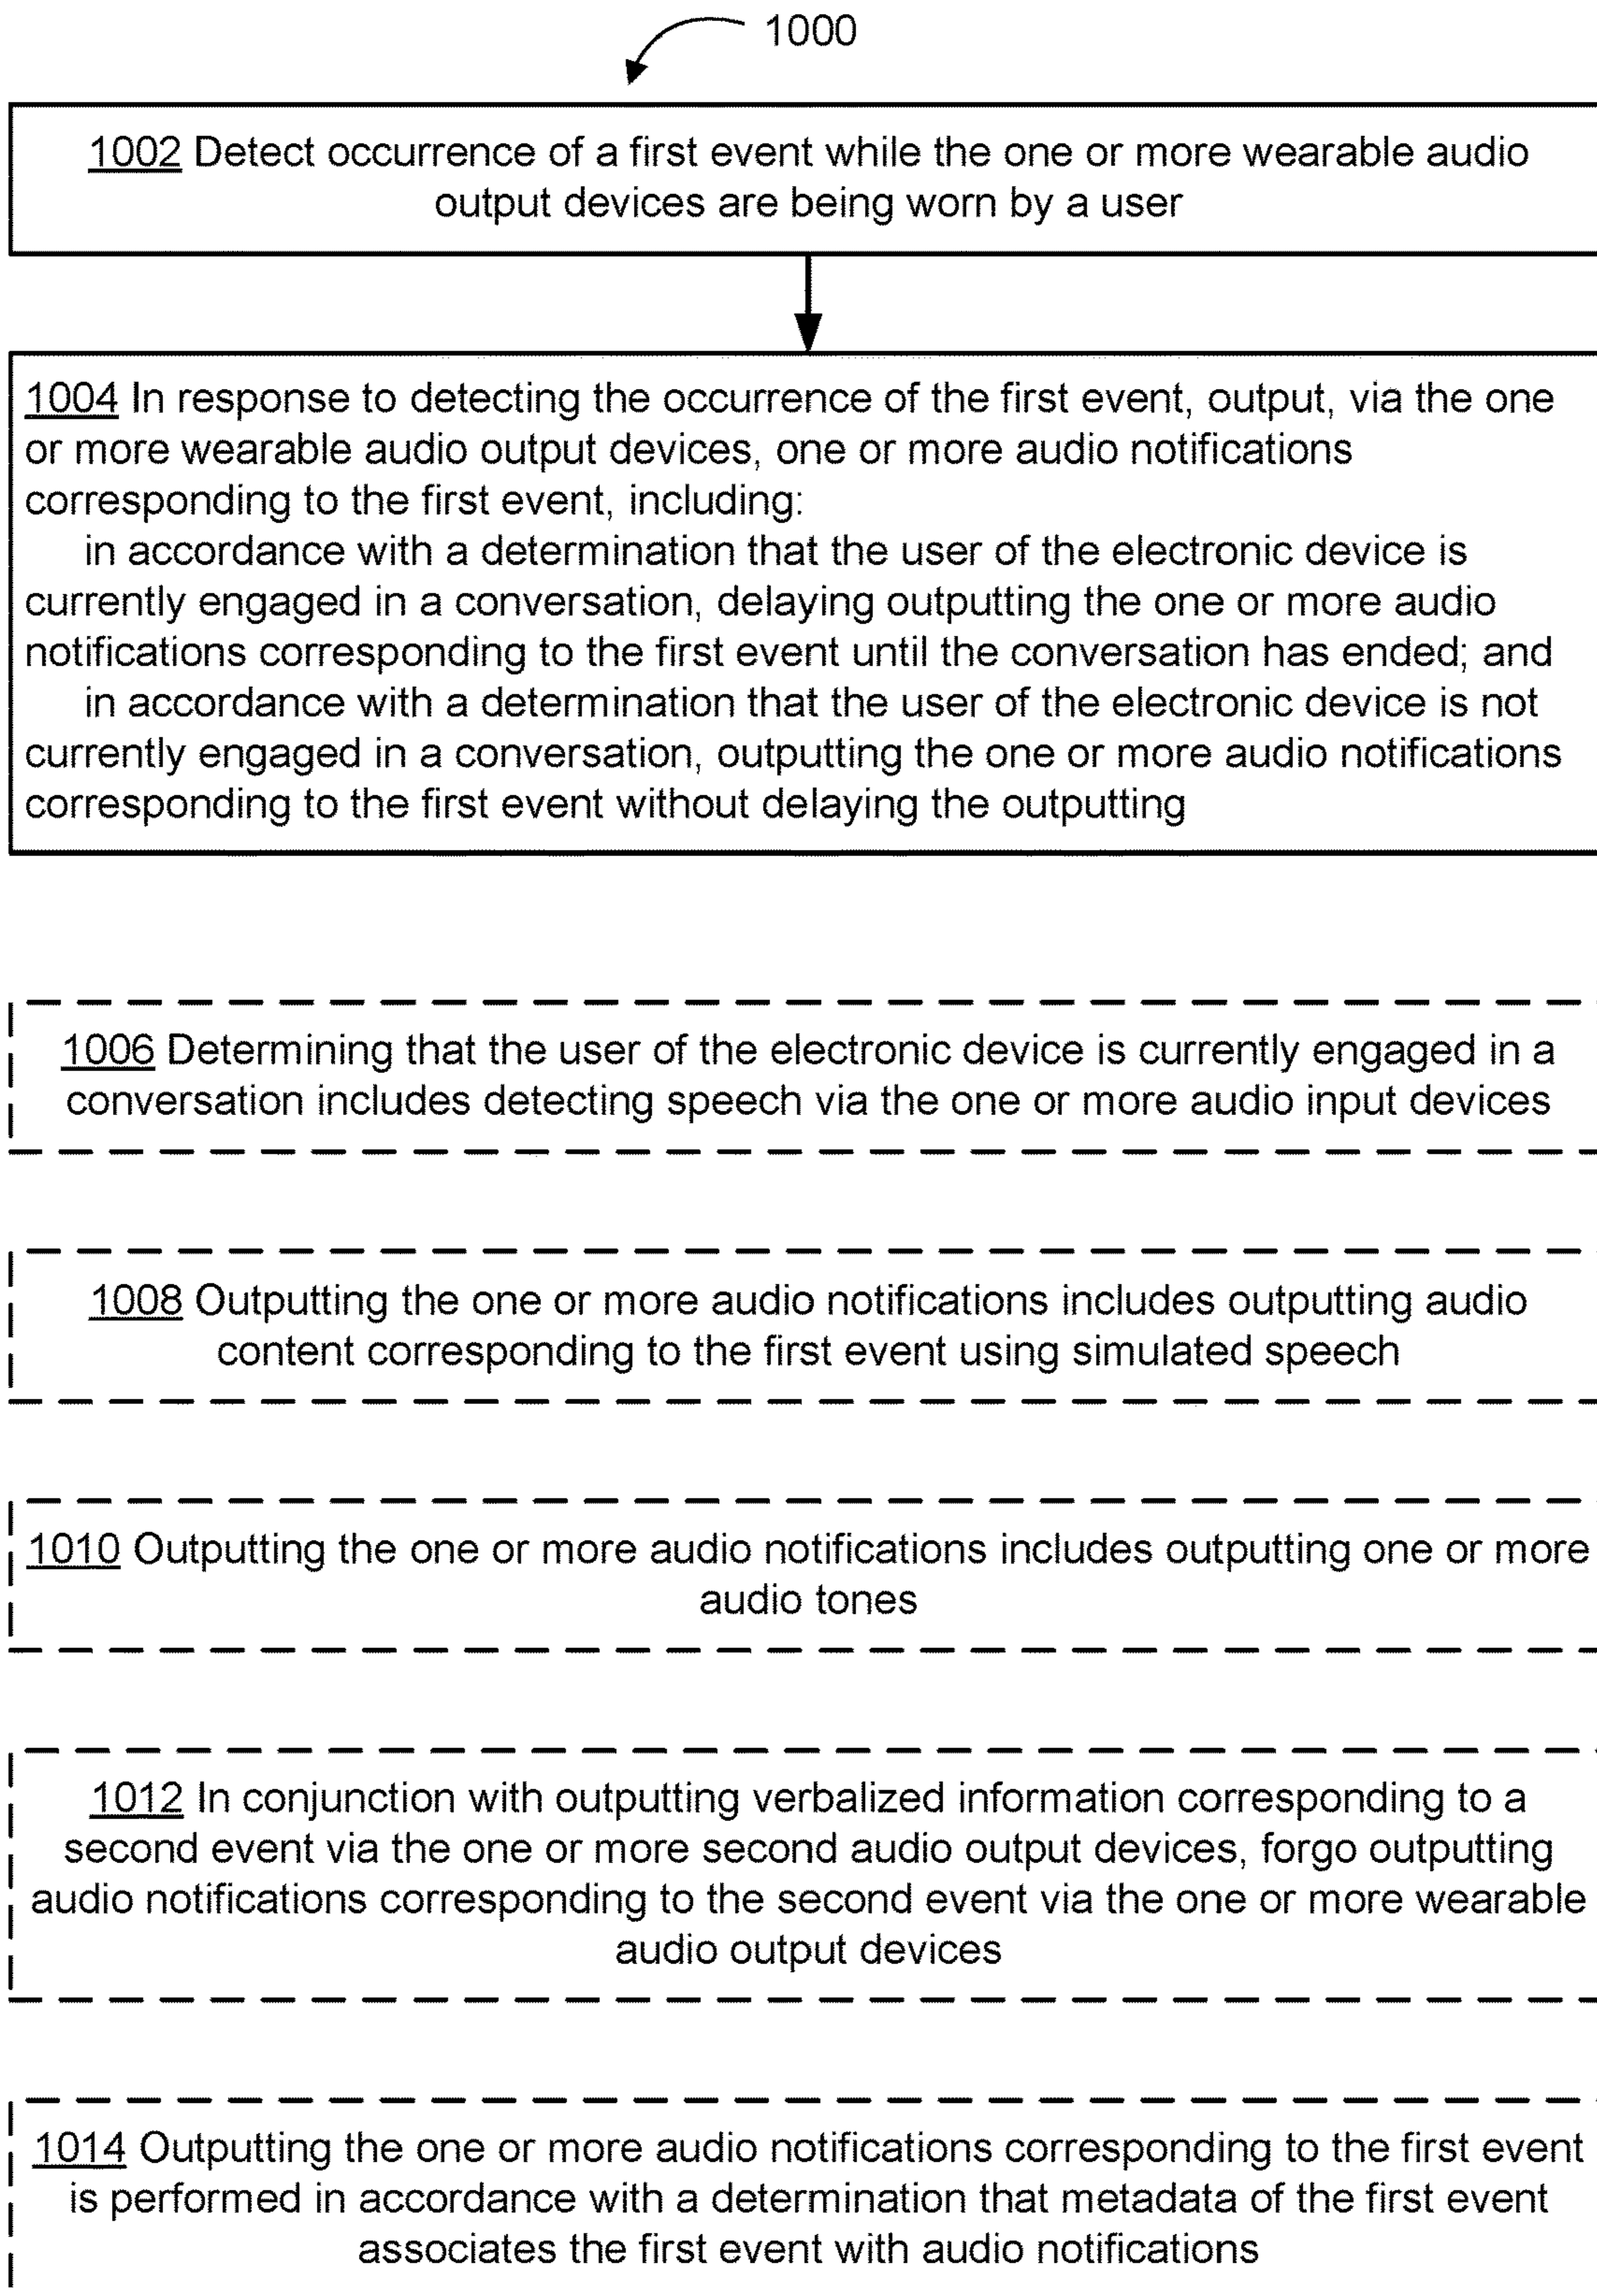 1000
1002 Detect occurrence of a first event while the one or more wearable audio
output devices are being worn by a user
1004 In response to detecting the occurrence of the first event, output, via the one
or more wearable audio output devices, one or more audio notifications
corresponding to the first event, including:
in accordance with a determination that the user of the electronic device is
currently engaged in a conversation, delaying outputting the one or more audio
notifications corresponding to the first event until the conversation has ended; and
in accordance with a determination that the user of the electronic device is not
currently engaged in a conversation, outputting the one or more audio notifications
corresponding to the first event without delaying the outputting
1006 Determining that the user of the electronic device is currently engaged in a
conversation includes detecting speech via the one or more audio input devices
1008 Outputting the one or more audio notifications includes outputting audio
content corresponding to the first event using simulated speech
1010 Outputting the one or more audio notifications includes outputting one or more
audio tones
1012 In conjunction with outputting verbalized information corresponding to a
second event via the one or more second audio output devices, forgo outputting
audio notifications corresponding to the second event via the one or more wearable
audio output devices
1014 Outputting the one or more audio notifications corresponding to the first event
is performed in accordance with a determination that metadata of the first event
associates the first event with audio notifications